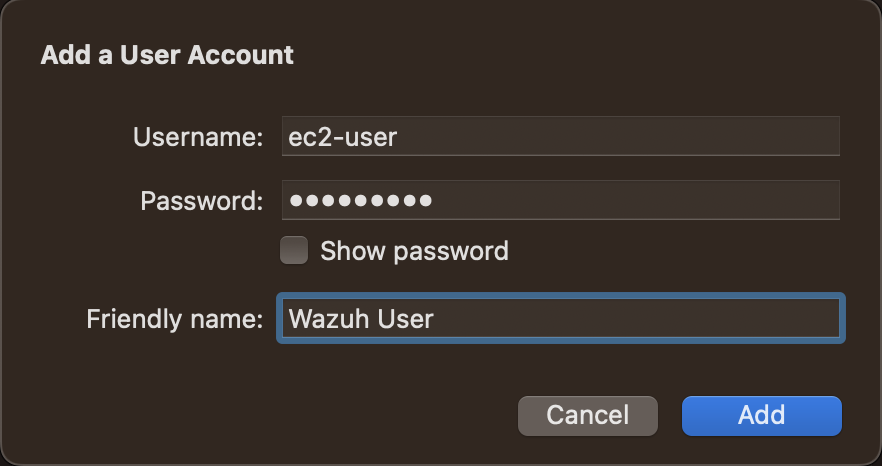 Add a User Account
Username: ec2-user
Password: •••••••••
Show password
Friendly name: Wazuh User
Cancel Add